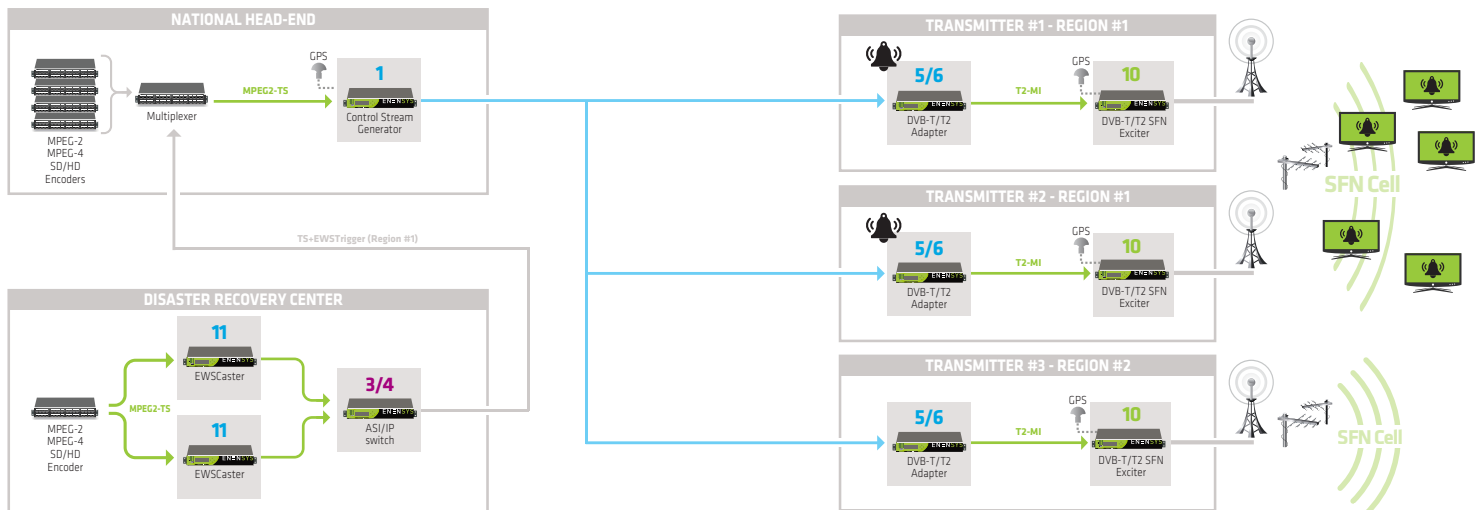 NATIONAL HEAD-END
GPS
1
MPEG2-TS
ENENSYS
Multiplexer
Control Stream
Generator
MPEG-2
MPEG-4
SD/HD
Encoders
TS+EWSTrigger (Region #1)
DISASTER RECOVERY CENTER
11
ENENSYS
EWSCaster
3/4
MPEG2-TS
ENENSYS
ASI/IP
switch
MPEG-2
MPEG-4
SD/HD
Encoder
11
ENENSYS
EWSCaster
TRANSMITTER #1 - REGION #1
5/6
GPS
10
T2-MI
ENENSYS
ENENSYS
DVB-T/T2
Adapter
DVB-T/T2 SFN
Exciter
TRANSMITTER #2 - REGION #1
5/6
GPS
10
T2-MI
ENENSYS
ENENSYS
DVB-T/T2
Adapter
DVB-T/T2 SFN
Exciter
SFN Cell
TRANSMITTER #3 - REGION #2
5/6
GPS
10
T2-MI
ENENSYS
ENENSYS
DVB-T/T2
Adapter
DVB-T/T2 SFN
Exciter
SFN Cell